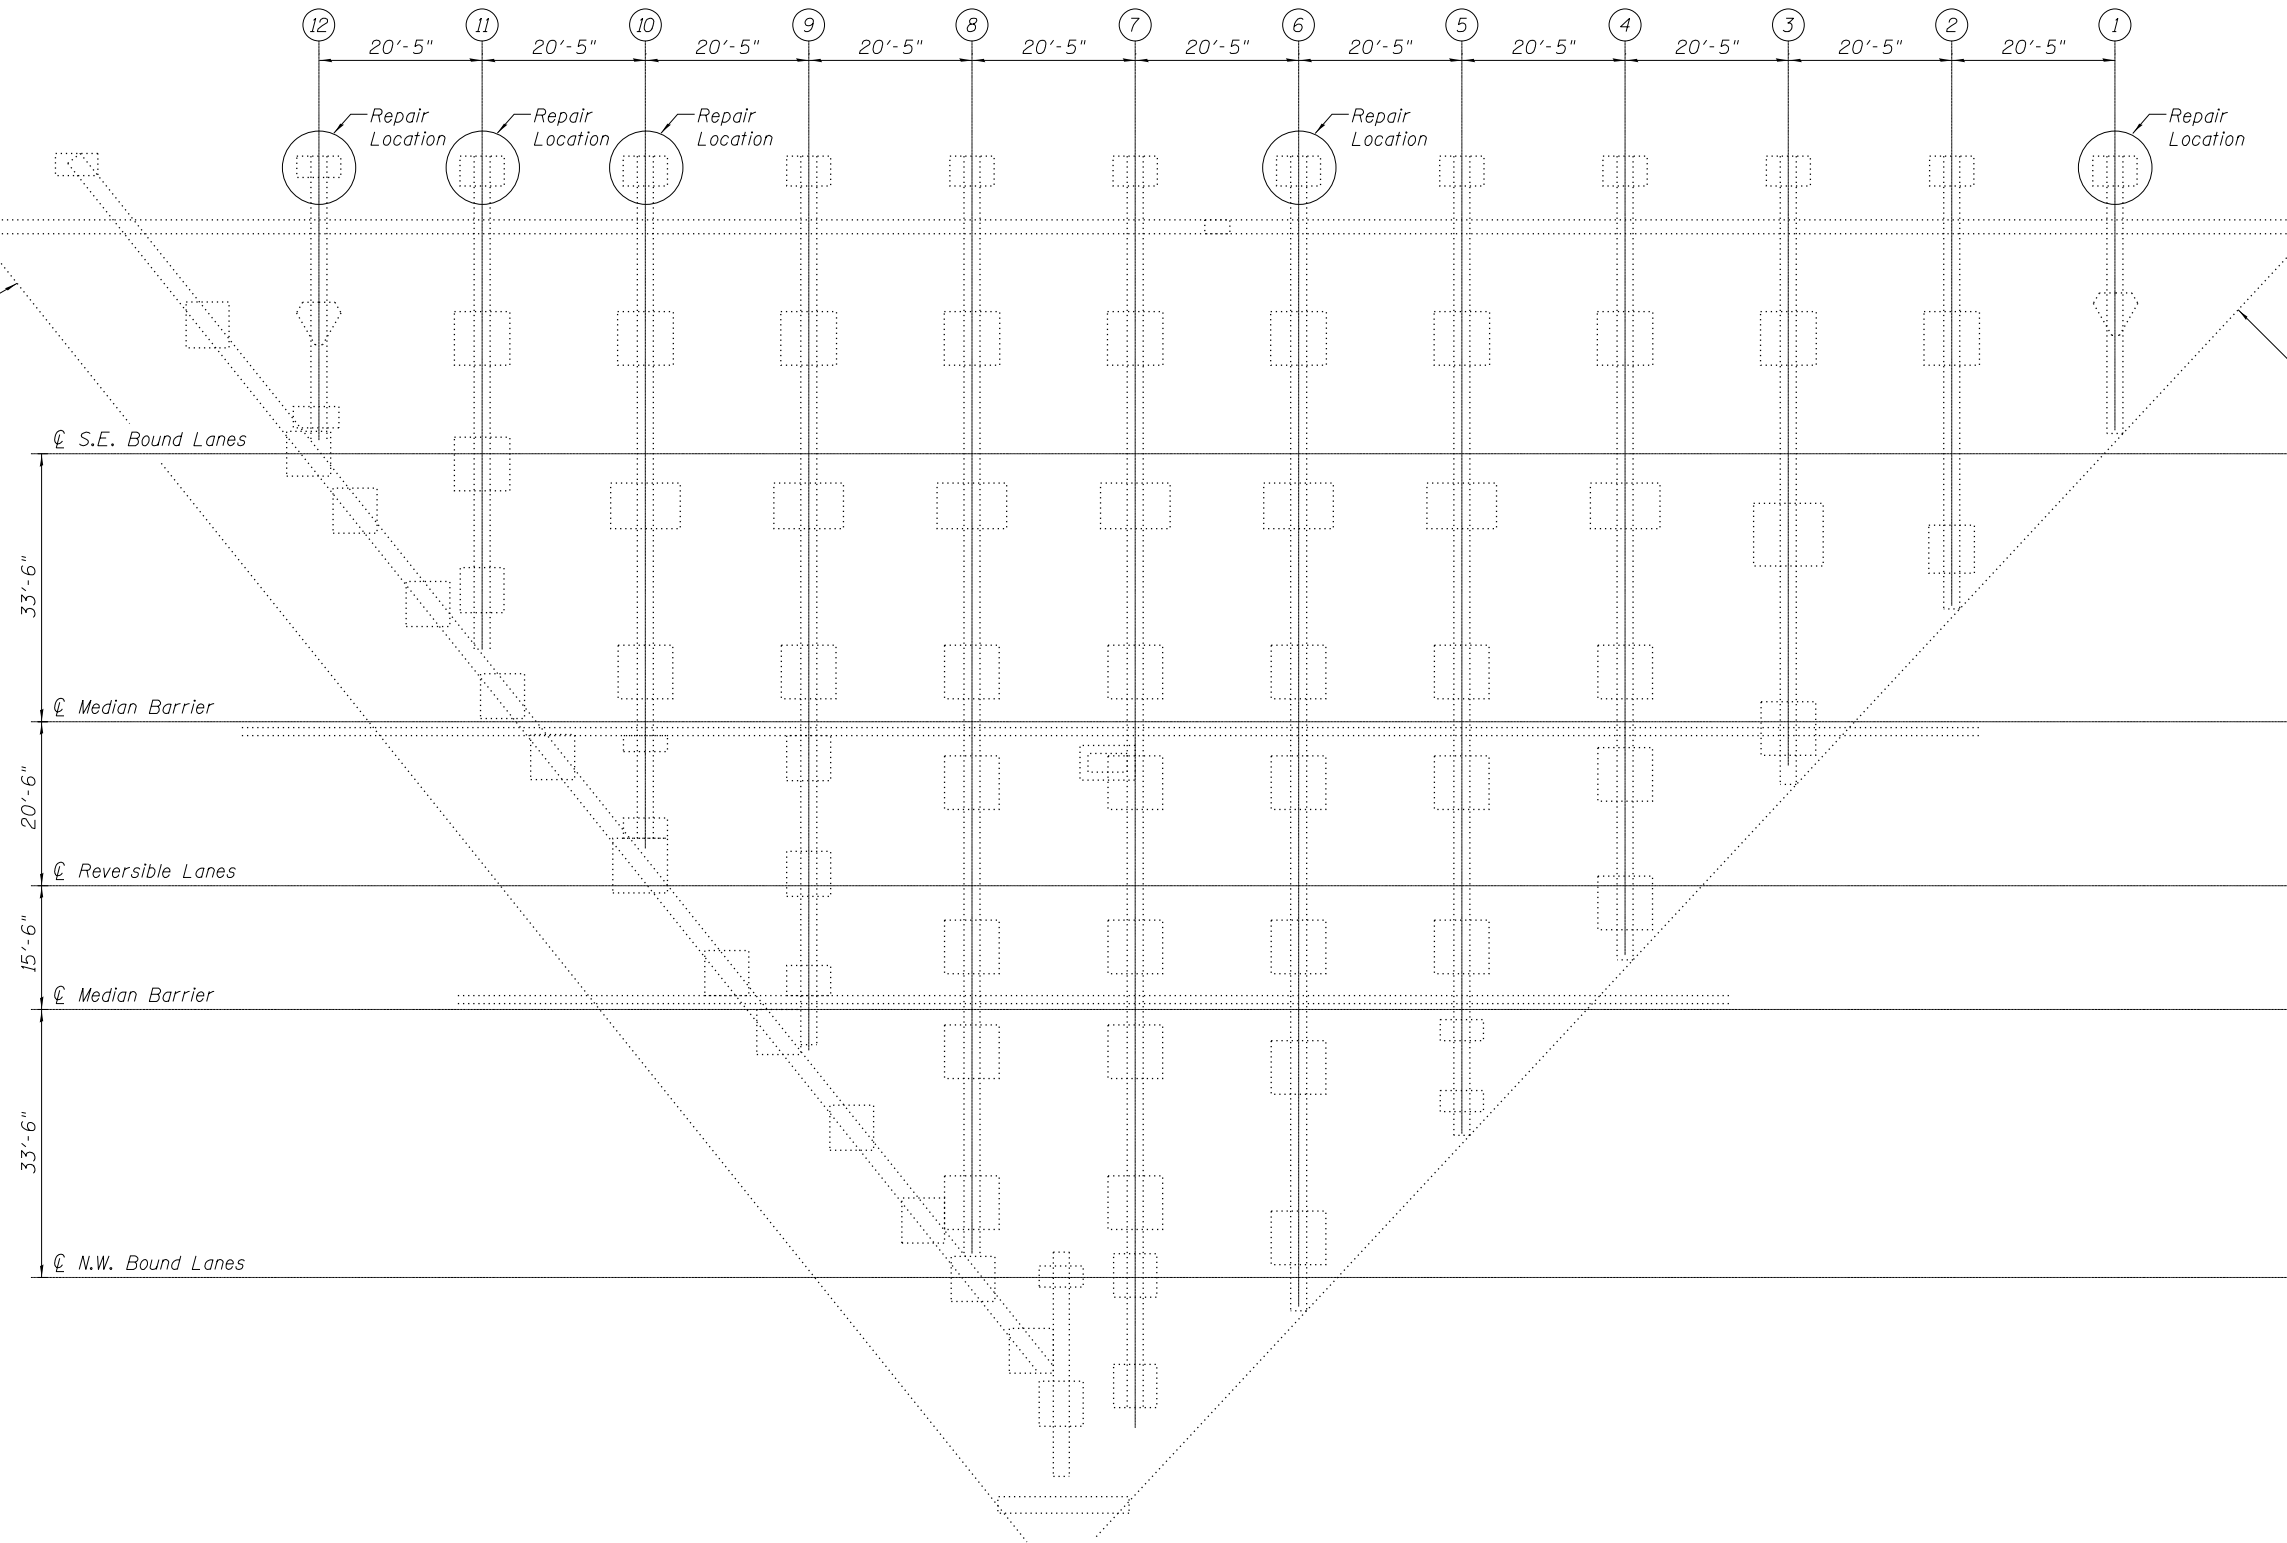 12 11 10 9 8 7 6 5 4 3 2 1
20'-5" 20'-5" 20'-5" 20'-5" 20'-5" 20'-5" 20'-5" 20'-5" 20'-5" 20'-5" 20'-5"
Repair
Location
Repair
Location
Repair
Location
Repair
Location
Repair
Location
℄ S.E. Bound Lanes
33'-6"
℄ Median Barrier
20'-6"
℄ Reversible Lanes
15'-6"
℄ Median Barrier
33'-6"
℄ N.W. Bound Lanes